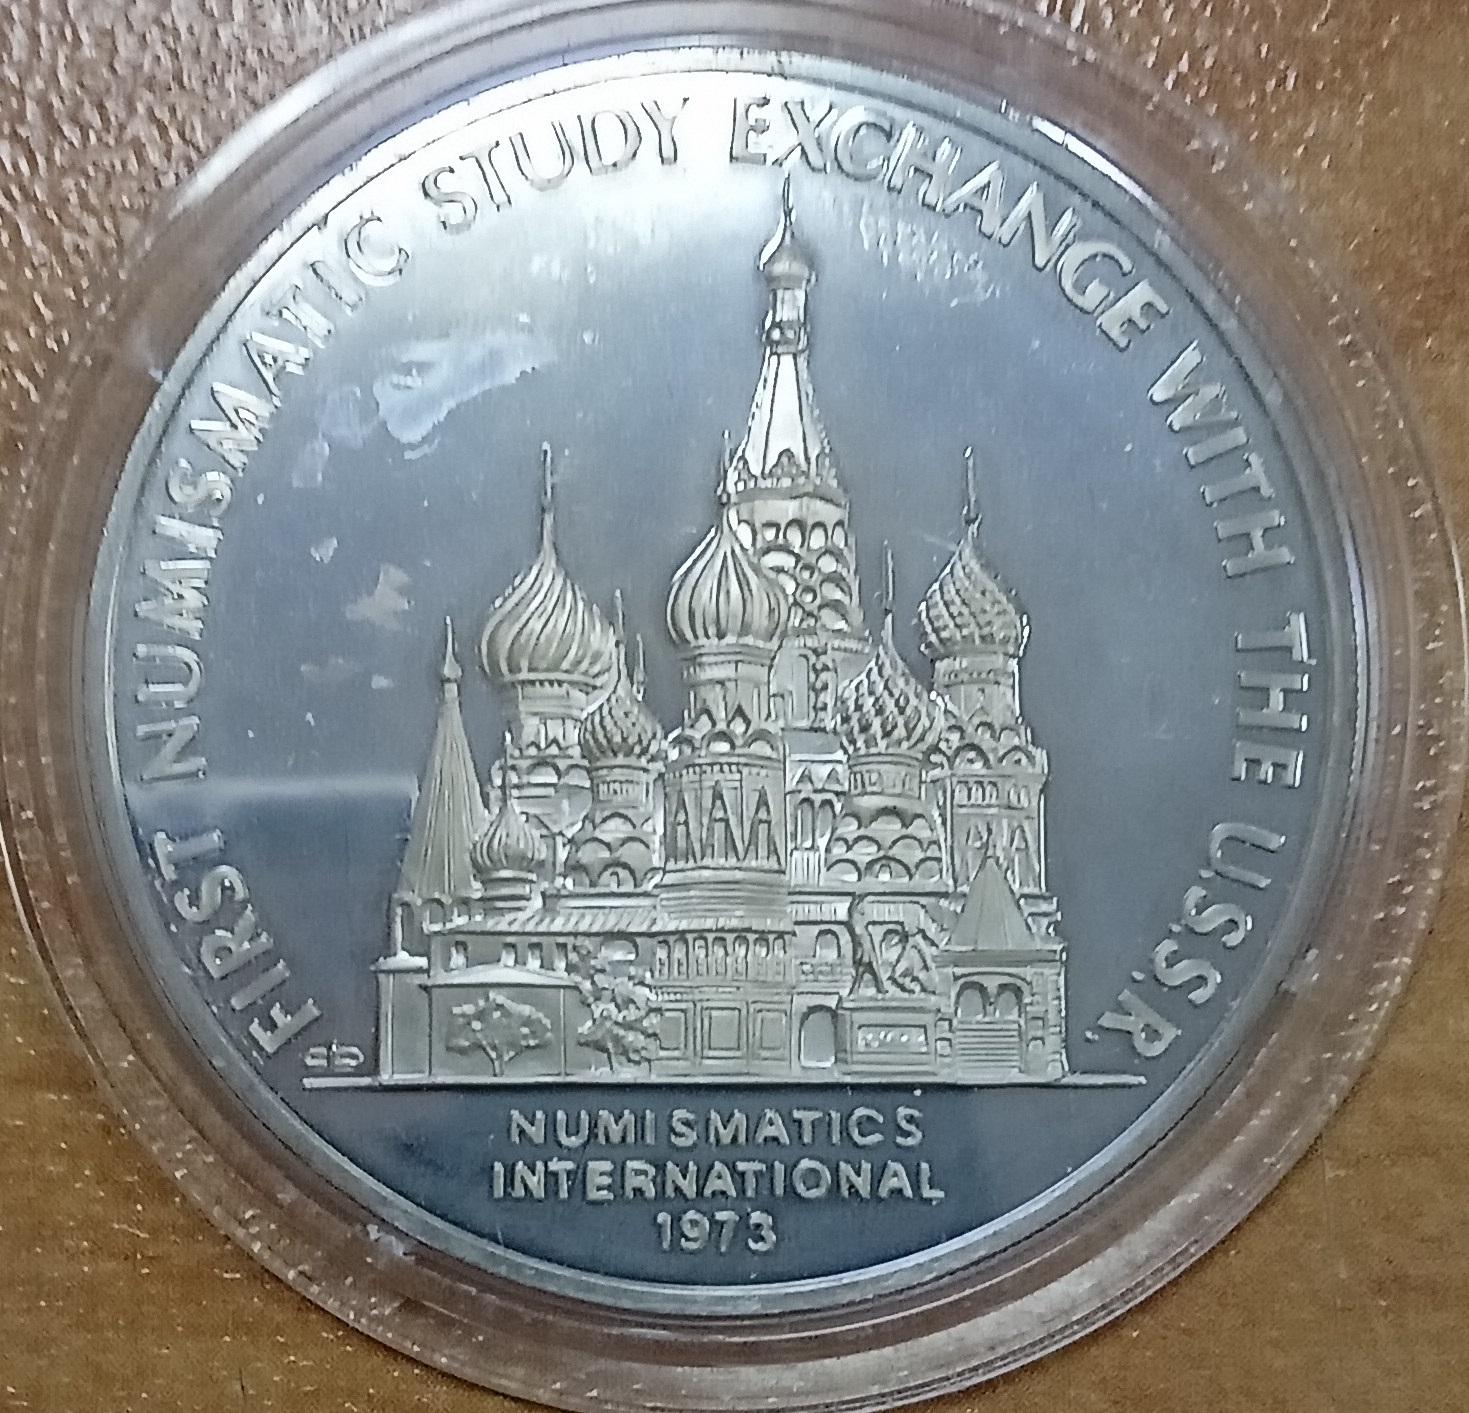 FIRST NUMISMATIC STUDY EXCHANGE WITH THE U.S.S.R.
NUMISMATICS
INTERNATIONAL
1973